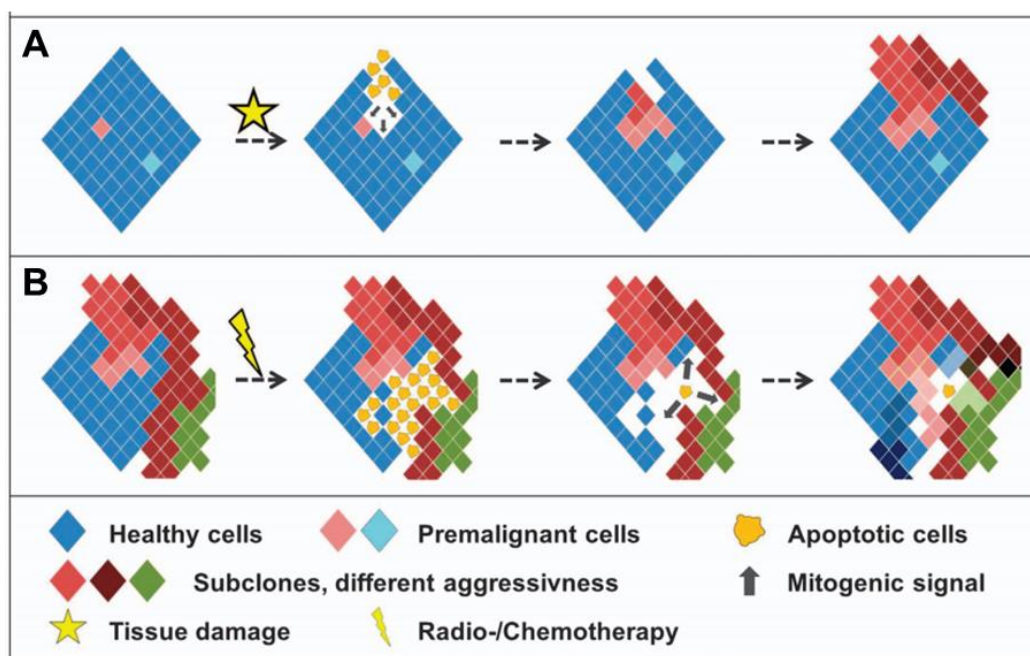 A
B
Healthy cells
Premalignant cells
Apoptotic cells
Subclones, different aggressivness
Mitogenic signal
Tissue damage
Radio-/Chemotherapy